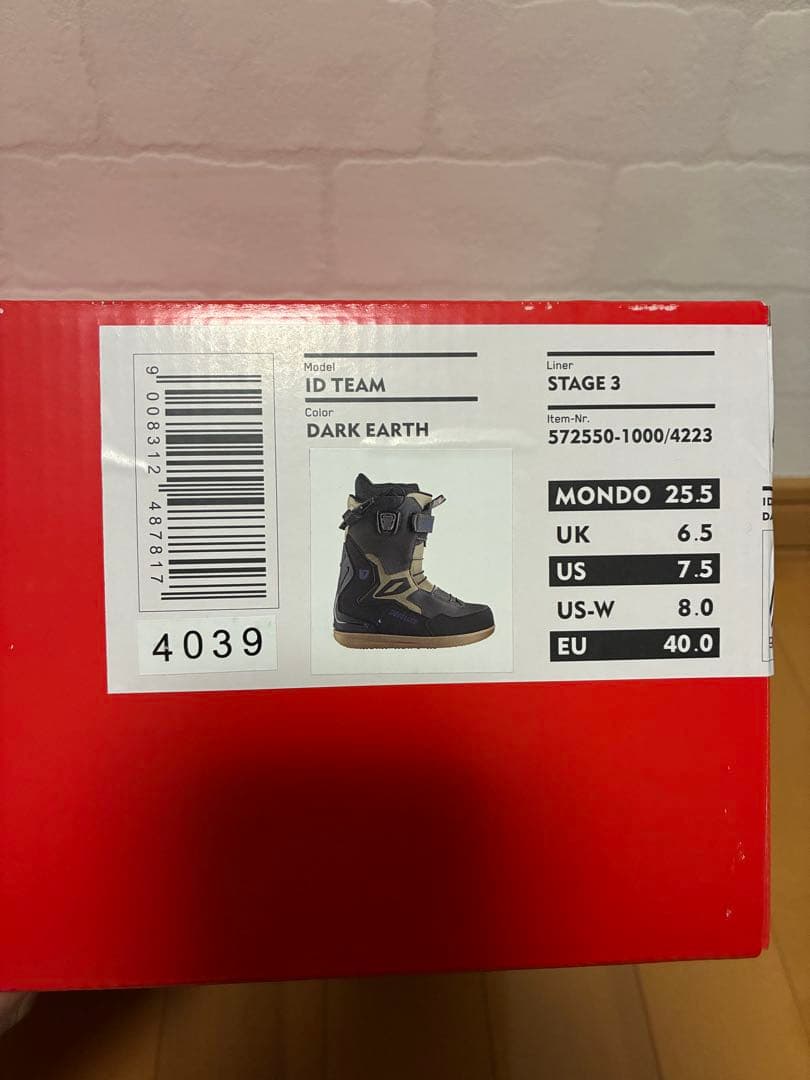 9 008312 487817
4039
Model
ID TEAM
Color
DARK EARTH
Liner
STAGE 3
Item-Nr.
572550-1000/4223
MONDO 25.5
UK 6.5
US 7.5
US-W 8.0
EU 40.0